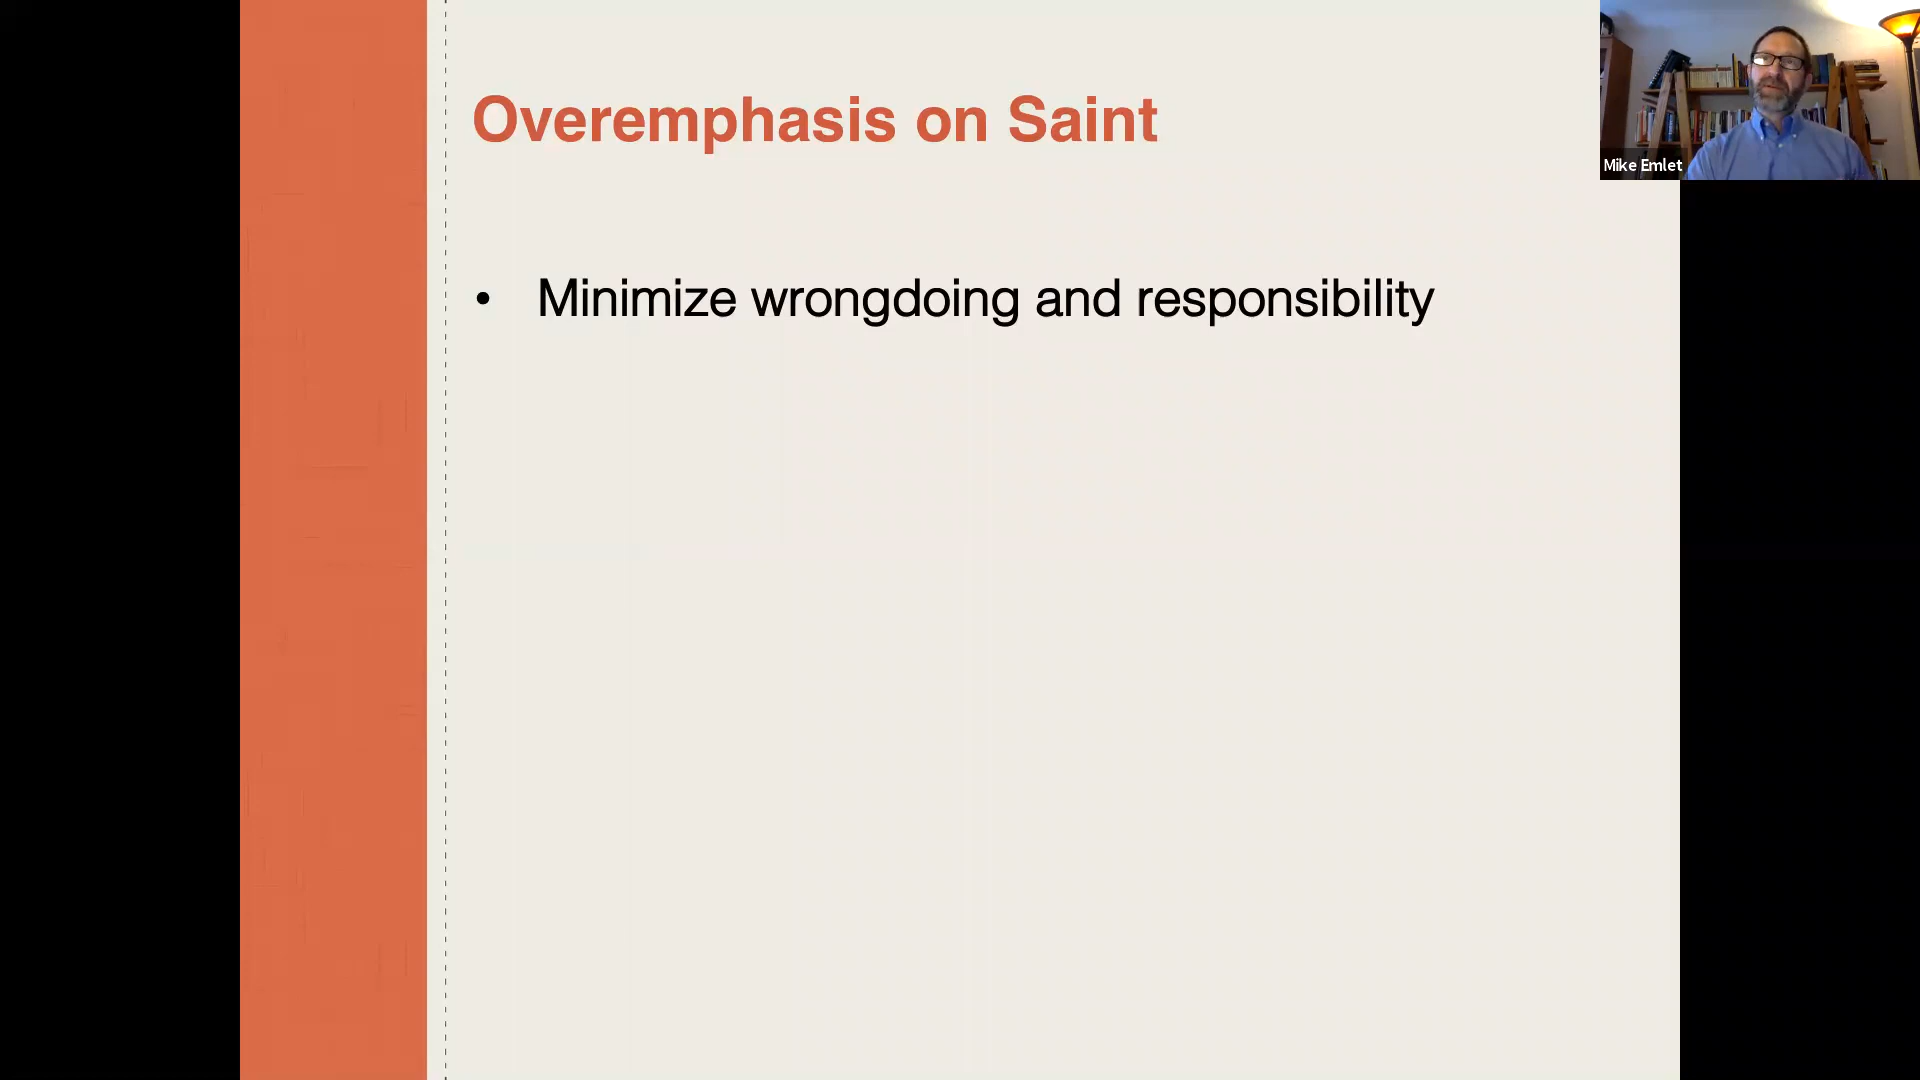 Overemphasis on Saint
• Minimize wrongdoing and responsibility
Mike Emlet